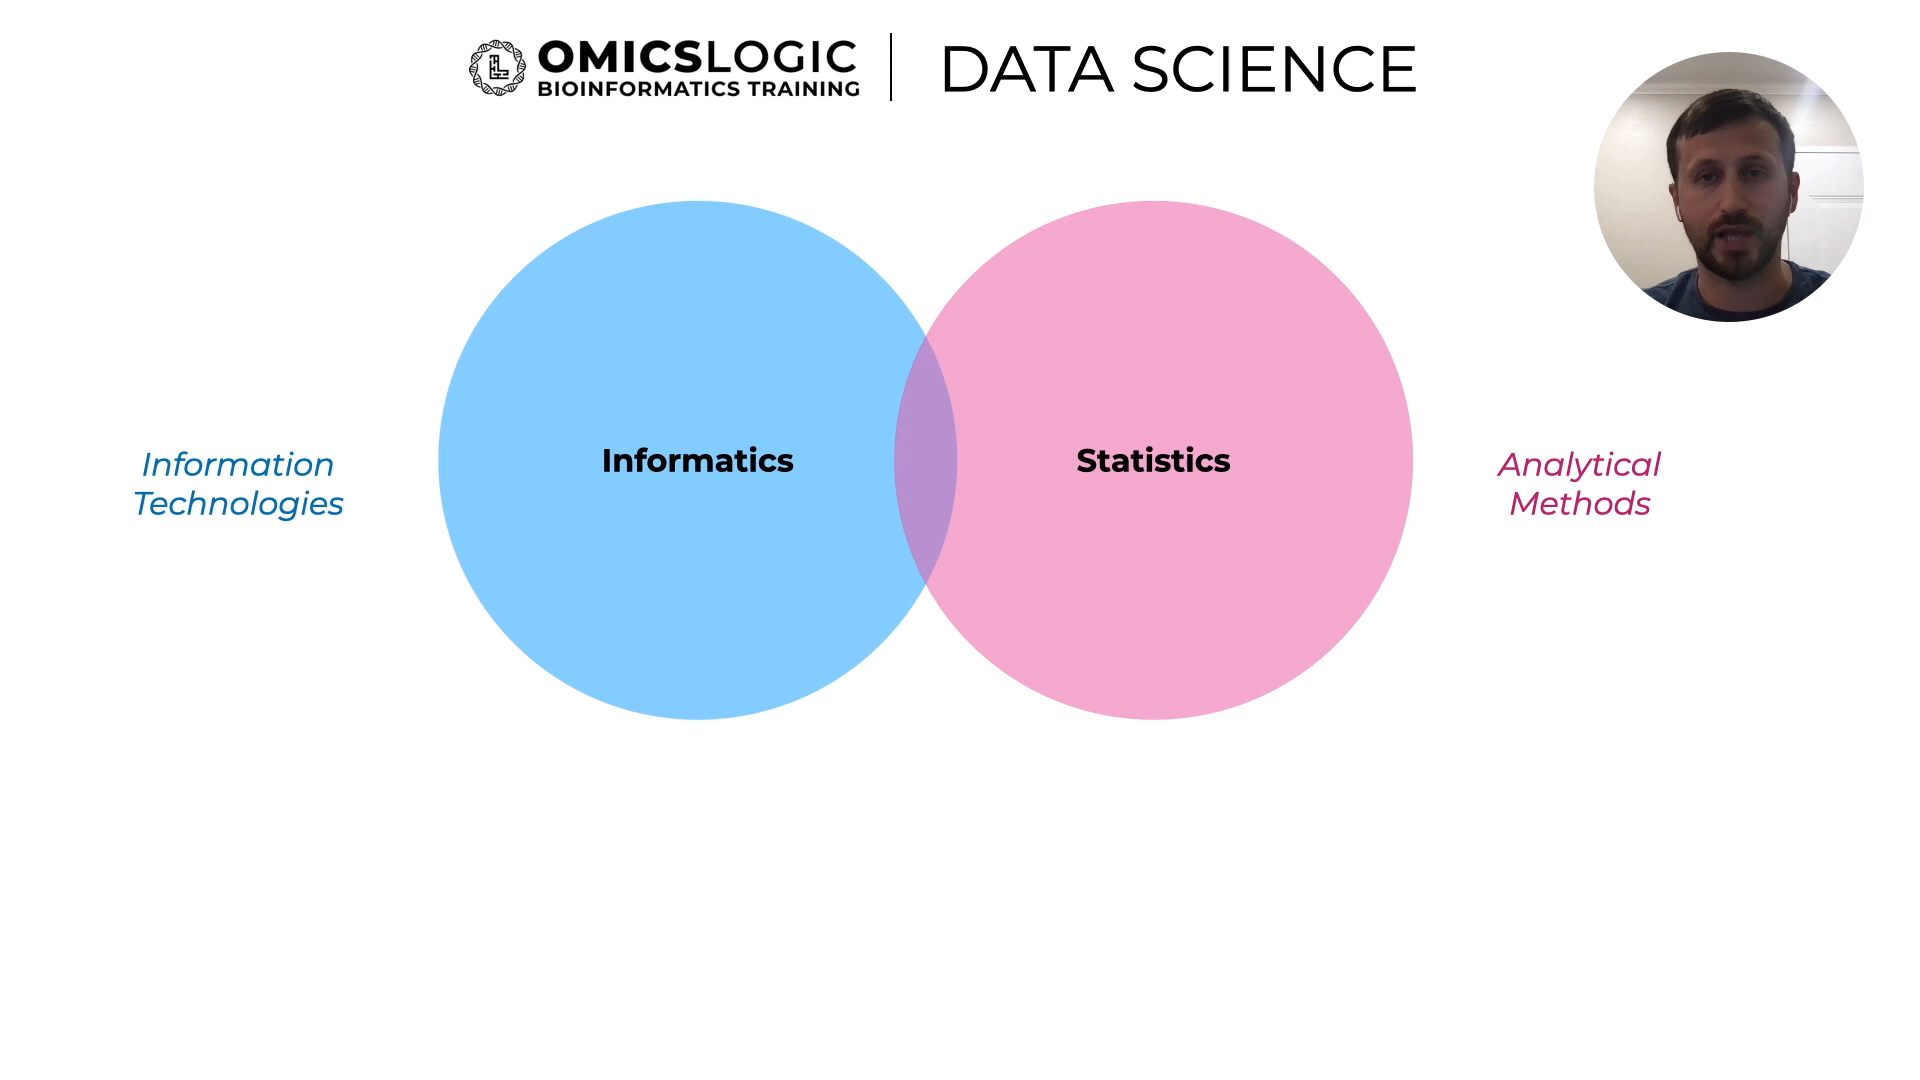 OMICSLOGIC
BIOINFORMATICS TRAINING
DATA SCIENCE
Informatics
Statistics
Information
Technologies
Analytical
Methods